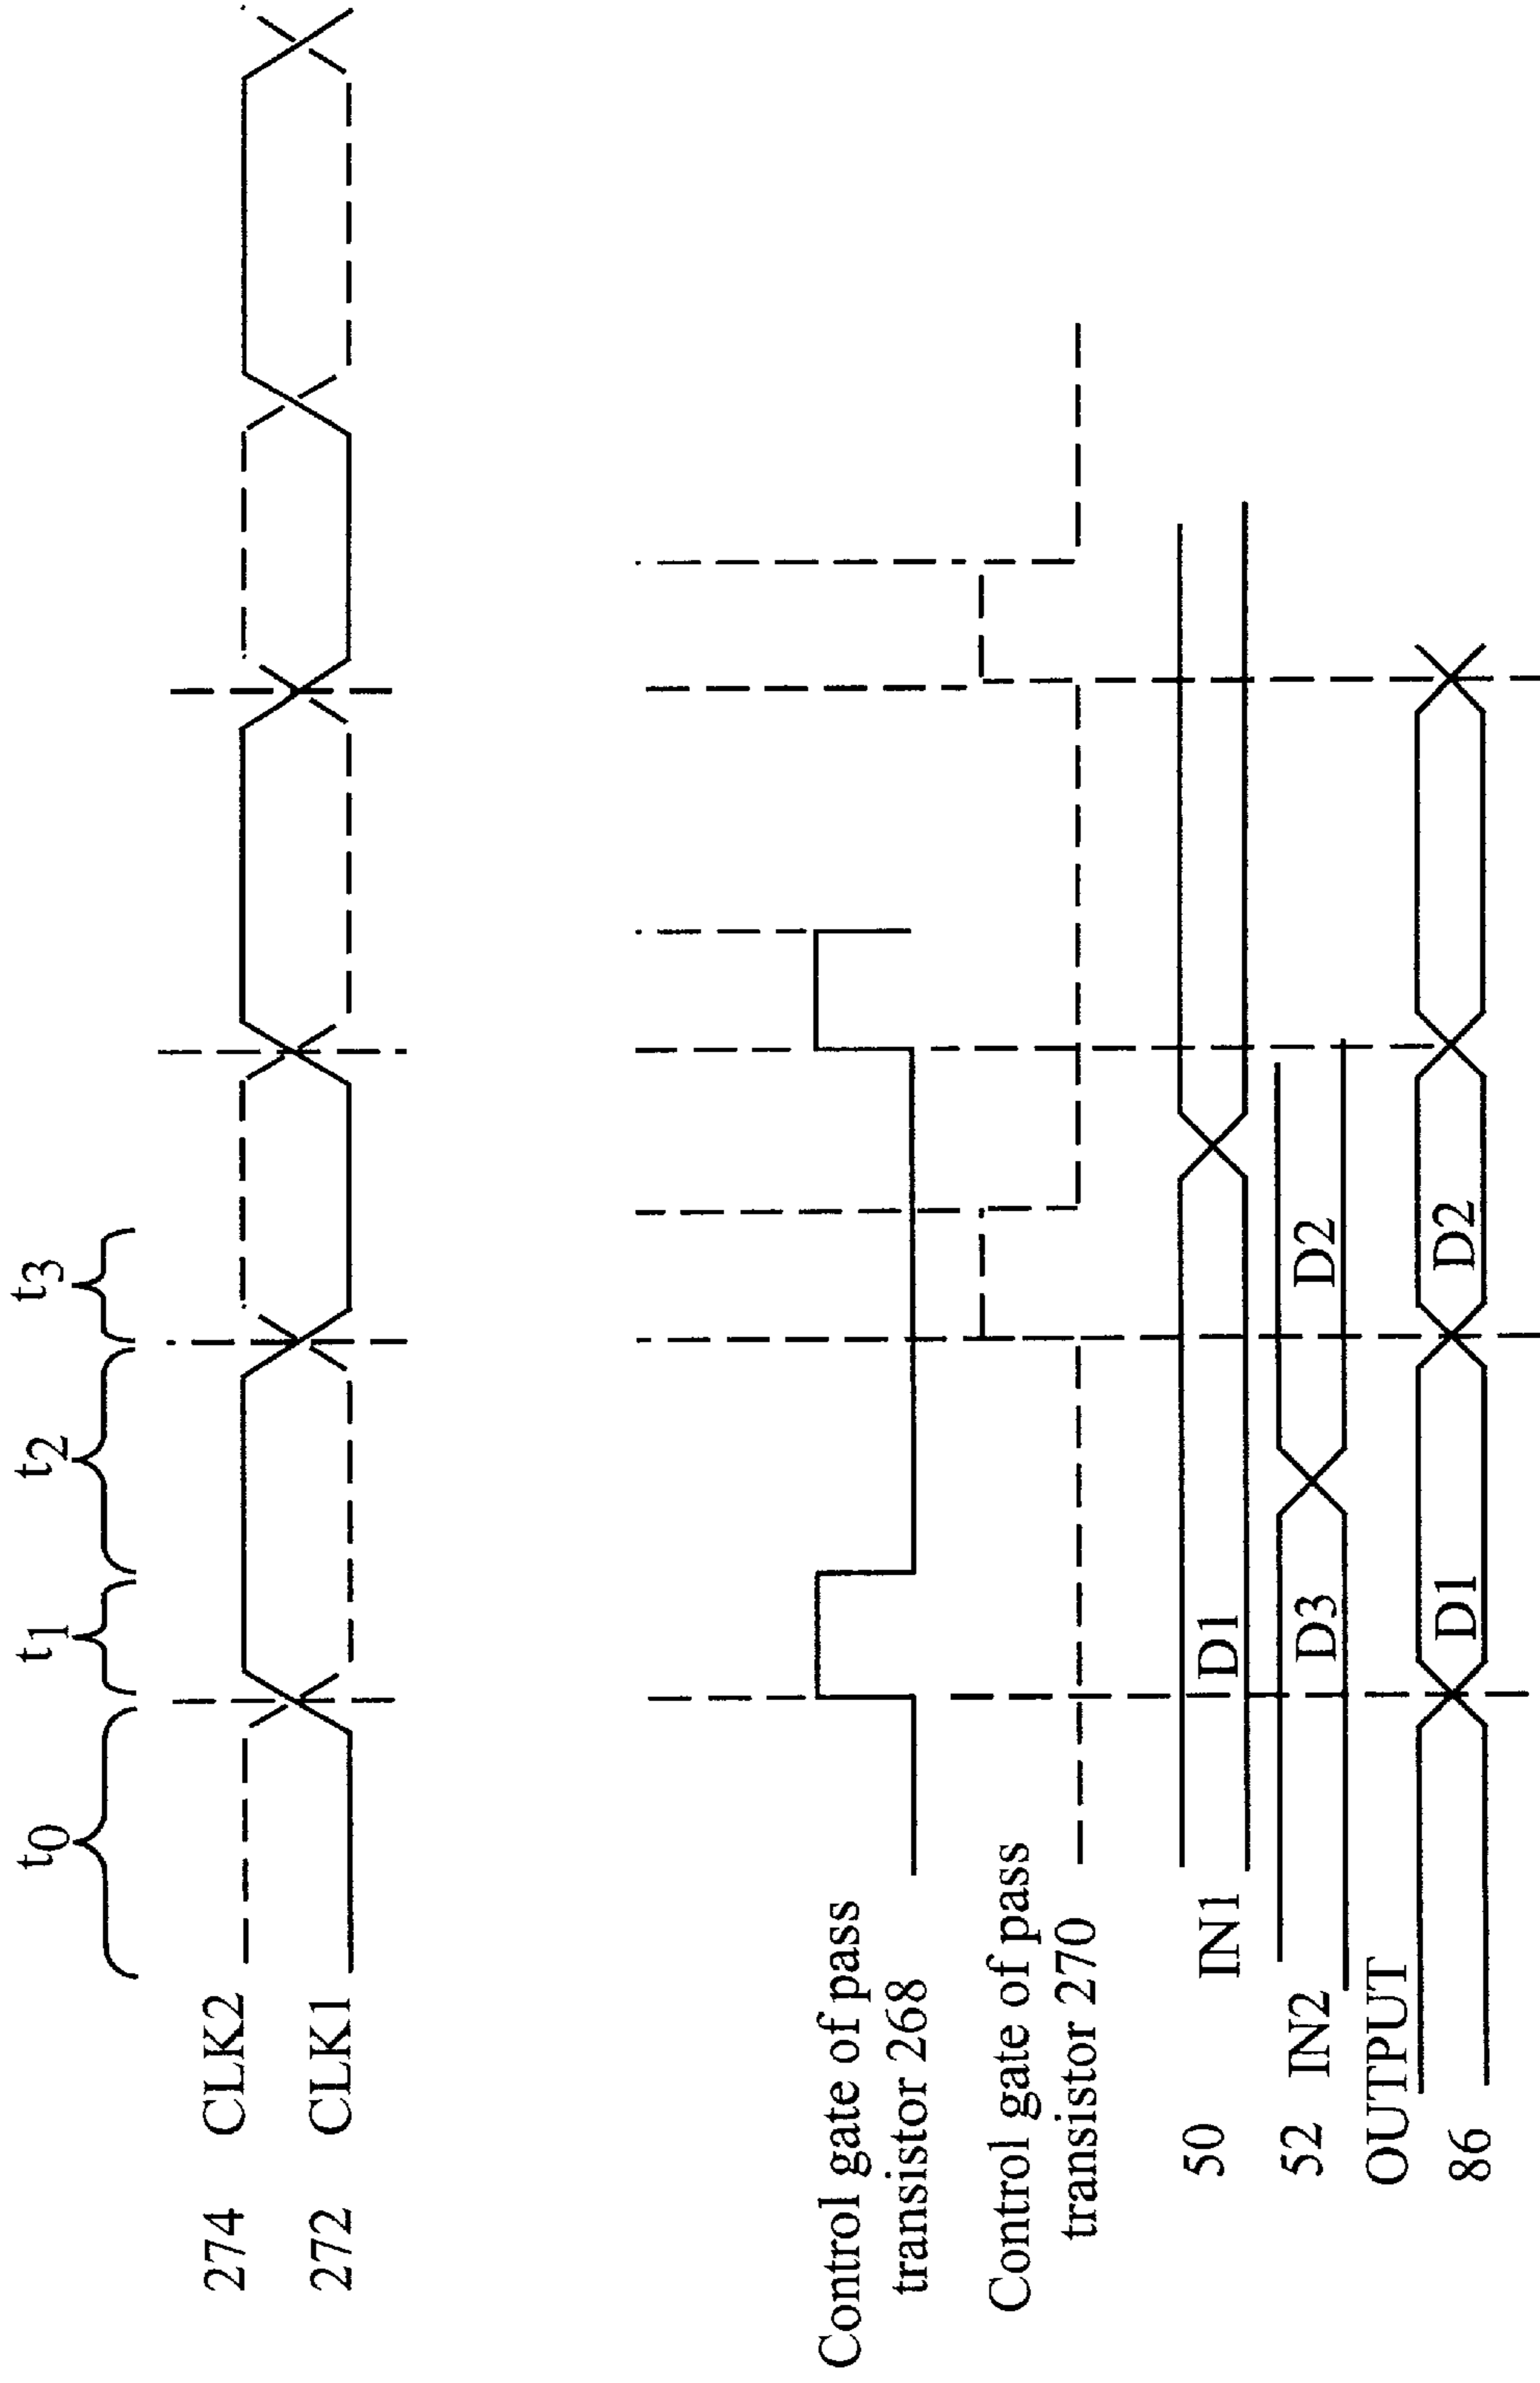 t0 t1 t2 t3
274 CLK2
272 CLK1
Control gate of pass
transistor 268
Control gate of pass
transistor 270
50 IN1 D1
52 IN2 D3 D2
OUTPUT
86 D1 D2